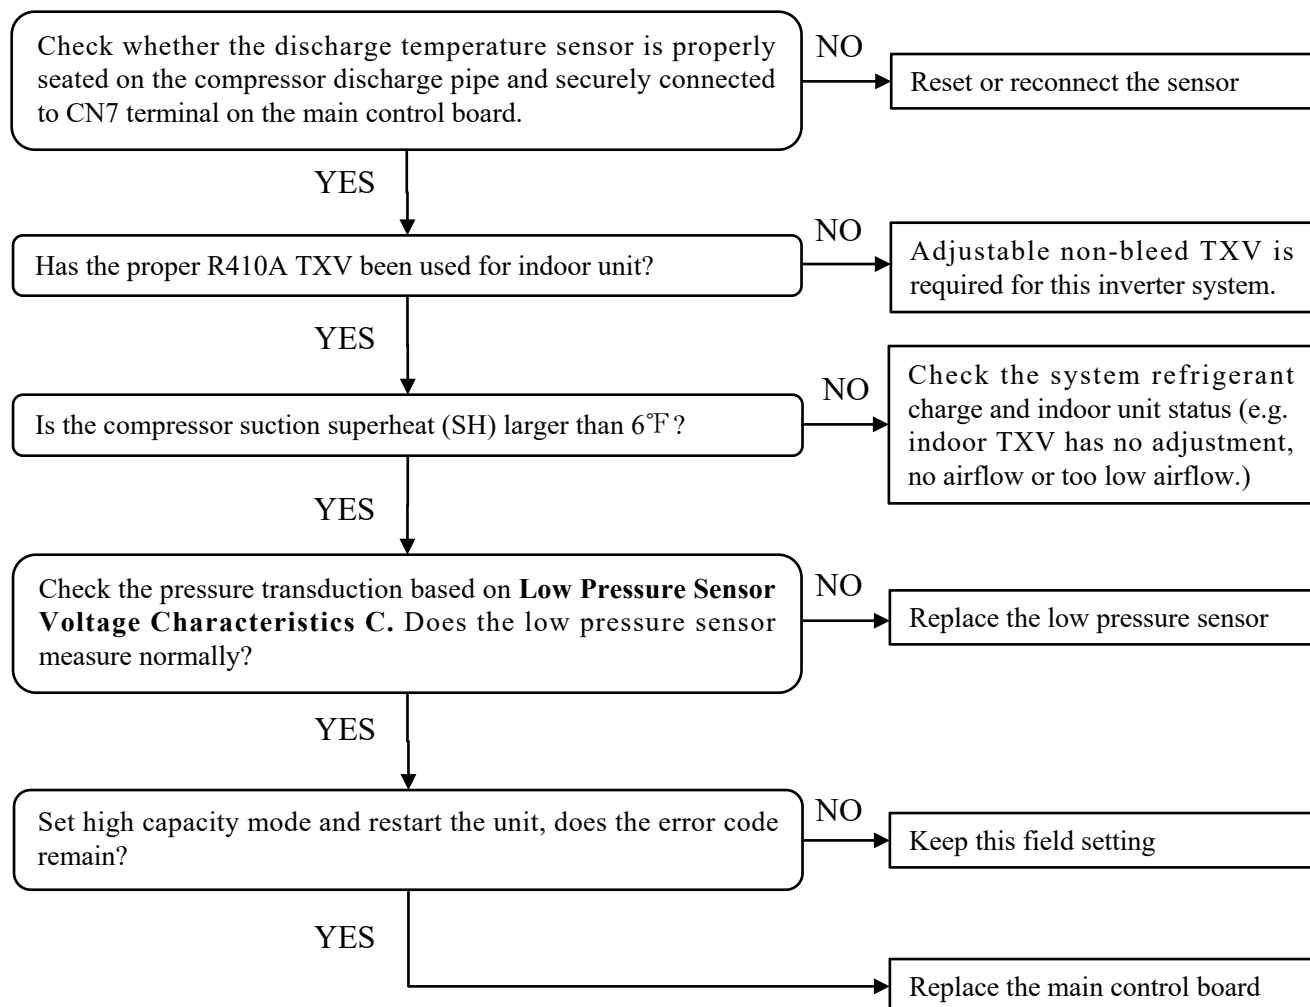 Check whether the discharge temperature sensor is properly
seated on the compressor discharge pipe and securely connected
to CN7 terminal on the main control board.
NO
Reset or reconnect the sensor
YES
Has the proper R410A TXV been used for indoor unit?
NO
Adjustable non-bleed TXV is
required for this inverter system.
YES
Is the compressor suction superheat (SH) larger than 6℉?
NO
Check the system refrigerant
charge and indoor unit status (e.g.
indoor TXV has no adjustment,
no airflow or too low airflow.)
YES
Check the pressure transduction based on Low Pressure Sensor
Voltage Characteristics C. Does the low pressure sensor
measure normally?
NO
Replace the low pressure sensor
YES
Set high capacity mode and restart the unit, does the error code
remain?
NO
Keep this field setting
YES
Replace the main control board